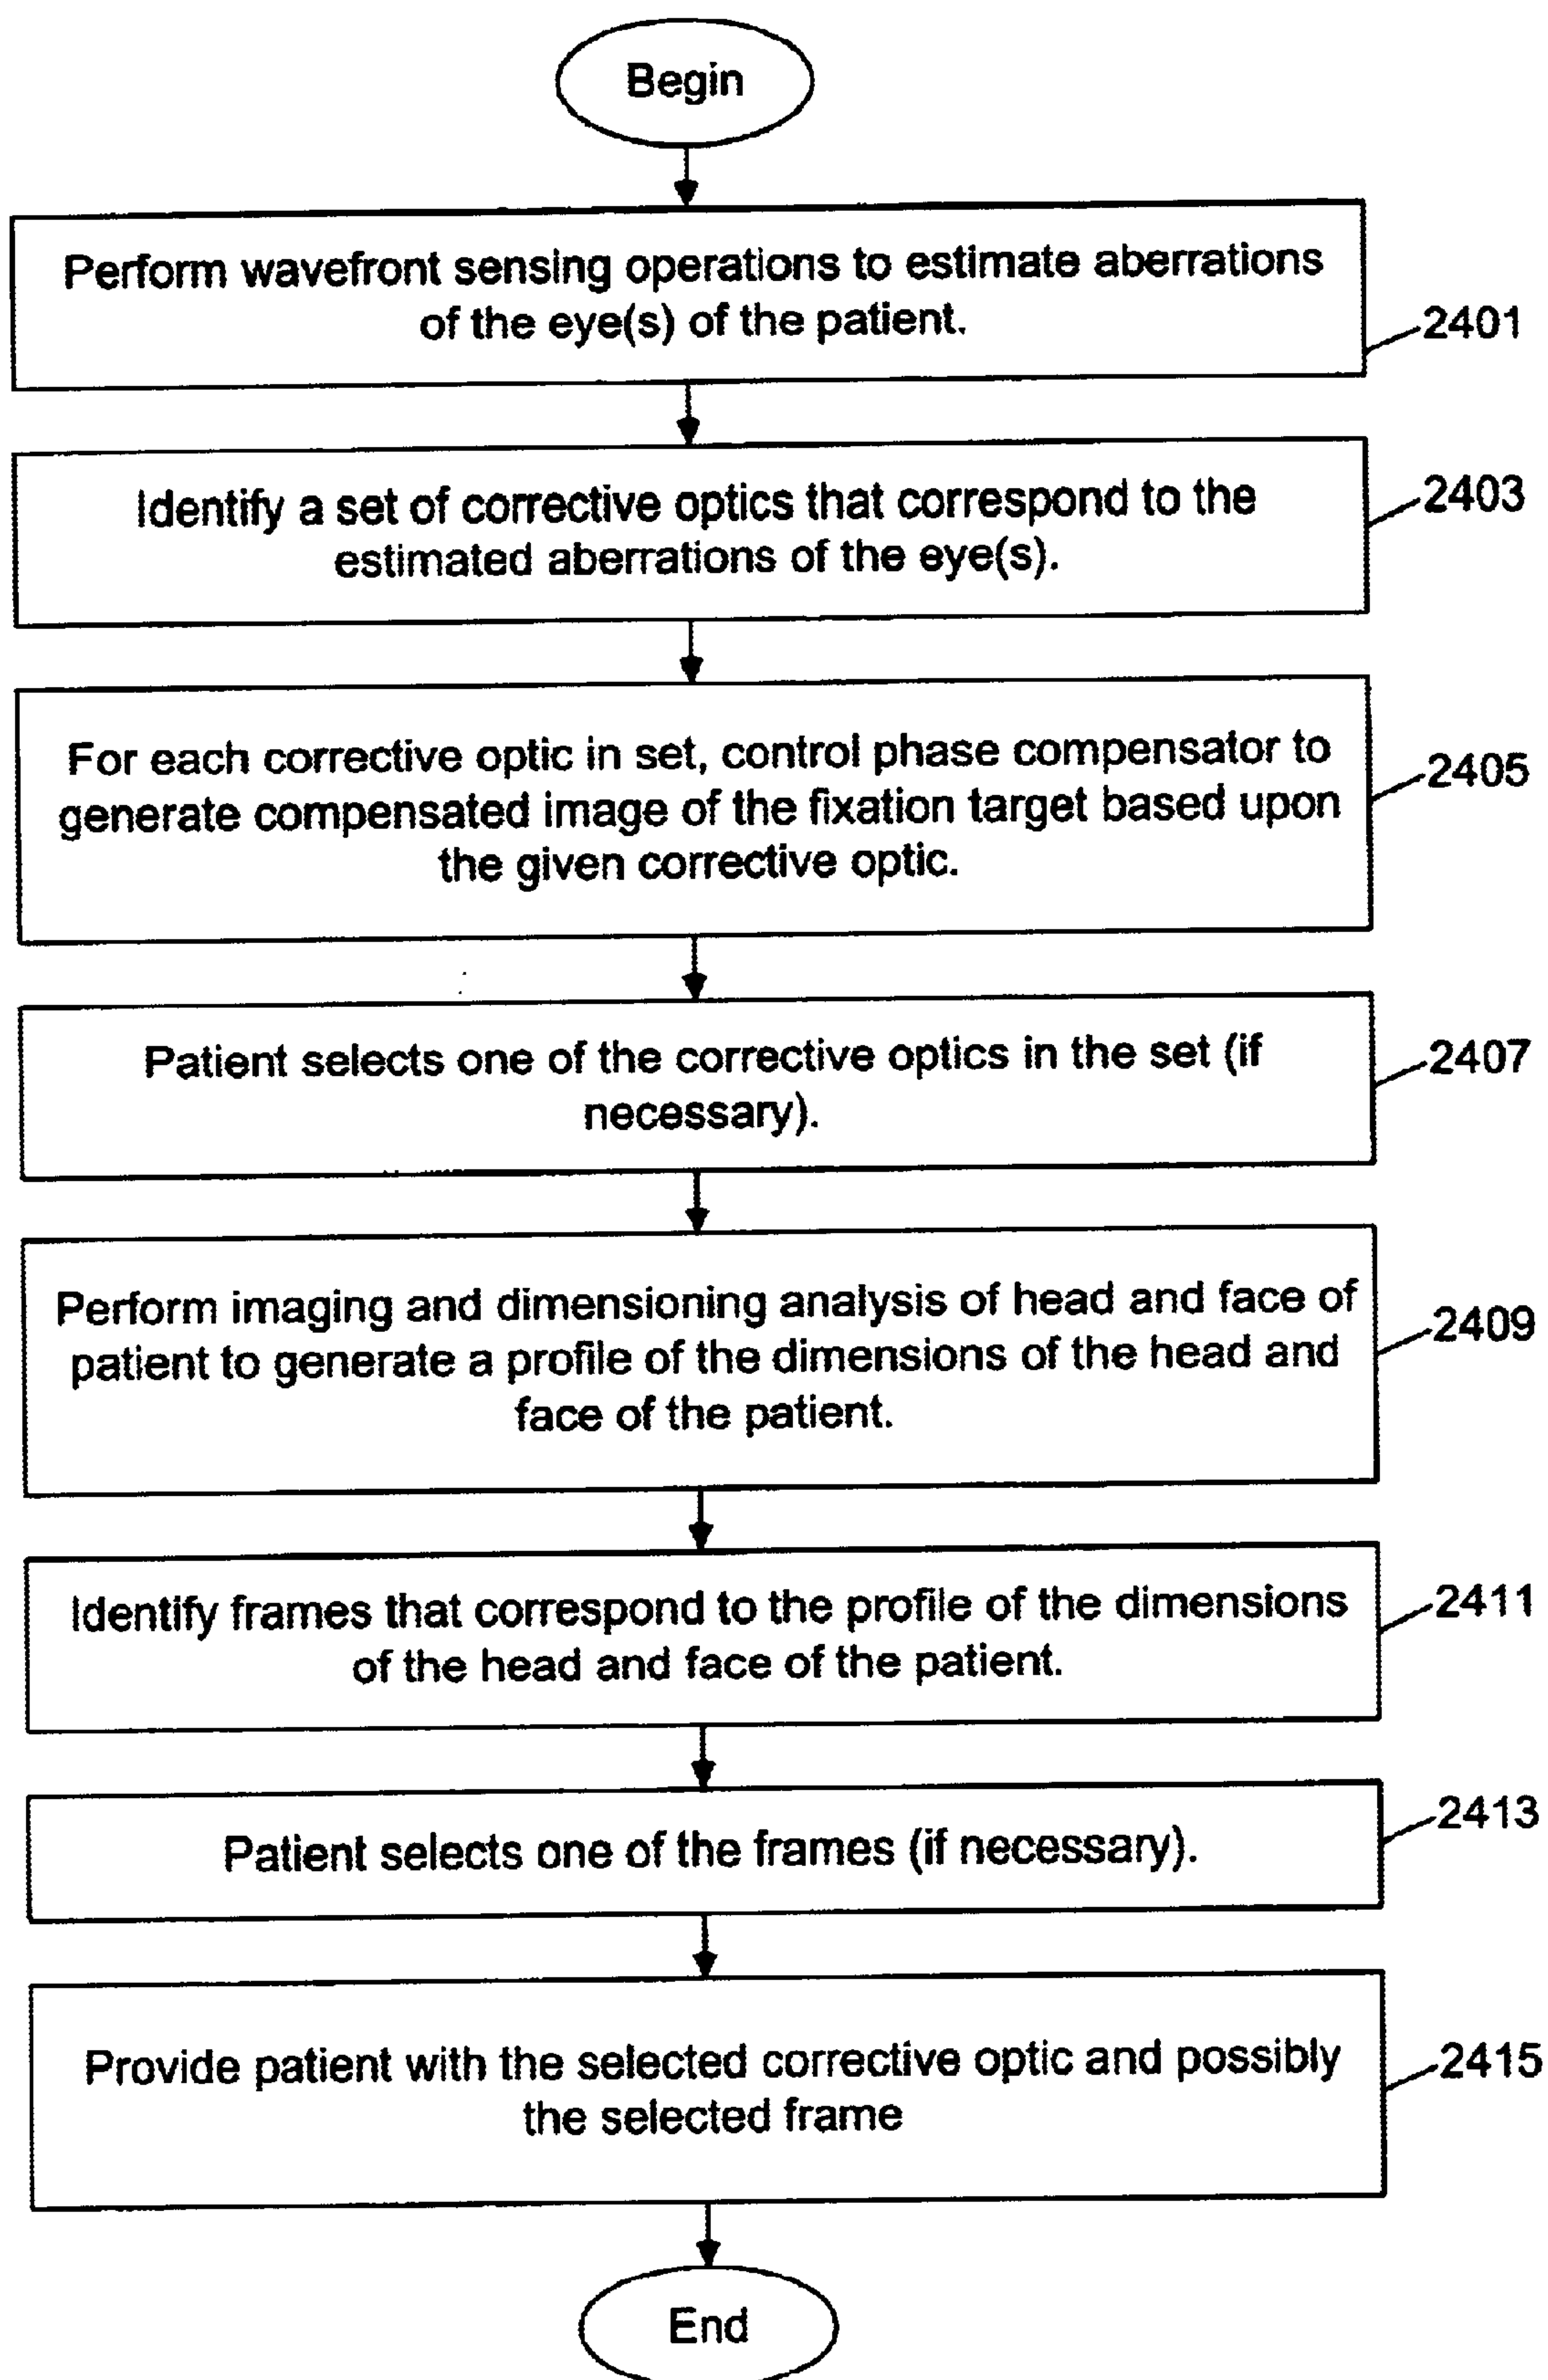 Begin
Perform wavefront sensing operations to estimate aberrations
of the eye(s) of the patient.
2401
Identify a set of corrective optics that correspond to the
estimated aberrations of the eye(s).
2403
For each corrective optic in set, control phase compensator to
generate compensated image of the fixation target based upon
the given corrective optic.
2405
Patient selects one of the corrective optics in the set (if
necessary).
2407
Perform imaging and dimensioning analysis of head and face of
patient to generate a profile of the dimensions of the head and
face of the patient.
2409
Identify frames that correspond to the profile of the dimensions
of the head and face of the patient.
2411
Patient selects one of the frames (if necessary).
2413
Provide patient with the selected corrective optic and possibly
the selected frame
2415
End